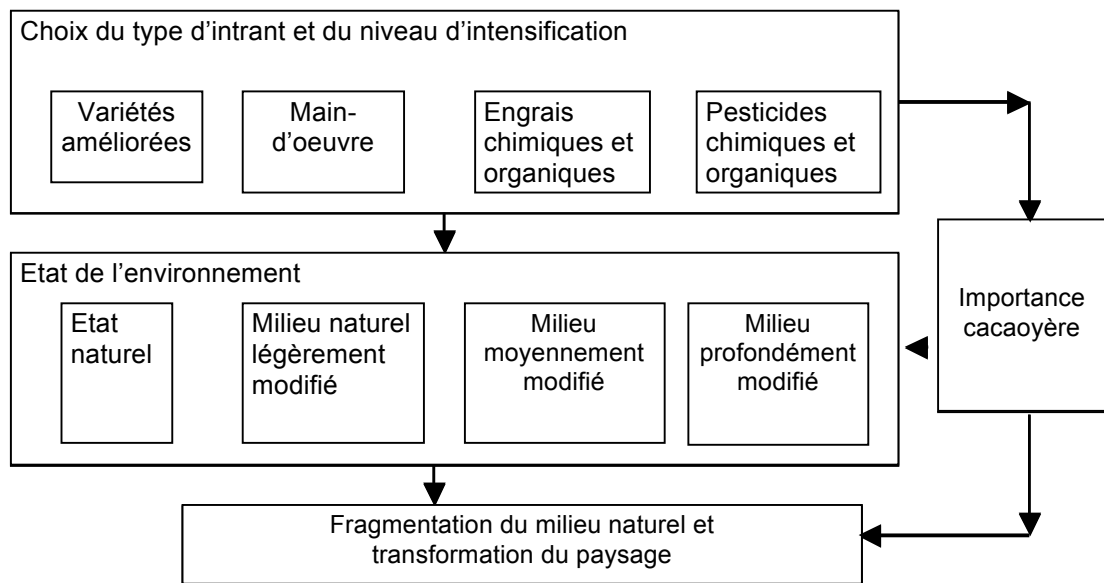 Choix du type d’intrant et du niveau d’intensification
Variétés
améliorées
Main-
d’oeuvre
Engrais
chimiques et
organiques
Pesticides
chimiques et
organiques
Etat de l’environnement
Etat
naturel
Milieu naturel
légèrement
modifié
Milieu
moyennement
modifié
Milieu
profondément
modifié
Importance
cacaoyère
Fragmentation du milieu naturel et
transformation du paysage